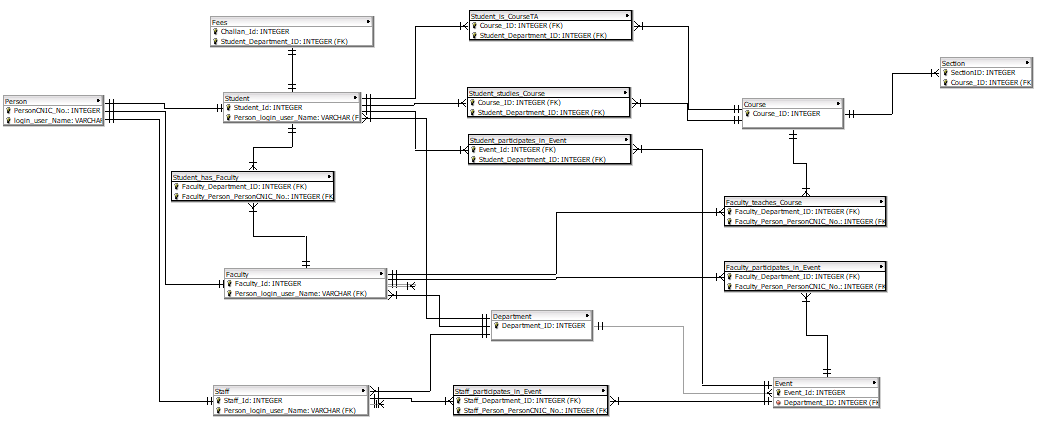 Fees
Challan_Id: INTEGER
Student_Department_ID: INTEGER (FK)
Student_is_CourseTA
Course_ID: INTEGER (FK)
Student_Department_ID: INTEGER (FK)
Section
SectionID: INTEGER
Course_ID: INTEGER (FK)
Person
PersonCNIC_No.: INTEGER
login_user_Name: VARCHAR
Student
Student_Id: INTEGER
Person_login_user_Name: VARCHAR (F
Student_studies_Course
Course_ID: INTEGER (FK)
Student_Department_ID: INTEGER (FK)
Course
Course_ID: INTEGER
Student_participates_in_Event
Event_Id: INTEGER (FK)
Student_Department_ID: INTEGER (FK)
Student_has_Faculty
Faculty_Department_ID: INTEGER (FK)
Faculty_Person_PersonCNIC_No.: INTEGER (FK
Faculty_teaches_Course
Faculty_Department_ID: INTEGER (FK)
Faculty_Person_PersonCNIC_No.: INTEGER (FK
Faculty
Faculty_Id: INTEGER
Person_login_user_Name: VARCHAR (FK)
Faculty_participates_in_Event
Faculty_Department_ID: INTEGER (FK)
Faculty_Person_PersonCNIC_No.: INTEGER (FK
Department
Department_ID: INTEGER
Staff
Staff_Id: INTEGER
Person_login_user_Name: VARCHAR (FK)
Staff_participates_in_Event
Staff_Department_ID: INTEGER (FK)
Staff_Person_PersonCNIC_No.: INTEGER (FK
Event
Event_Id: INTEGER
Department_ID: INTEGER (FK